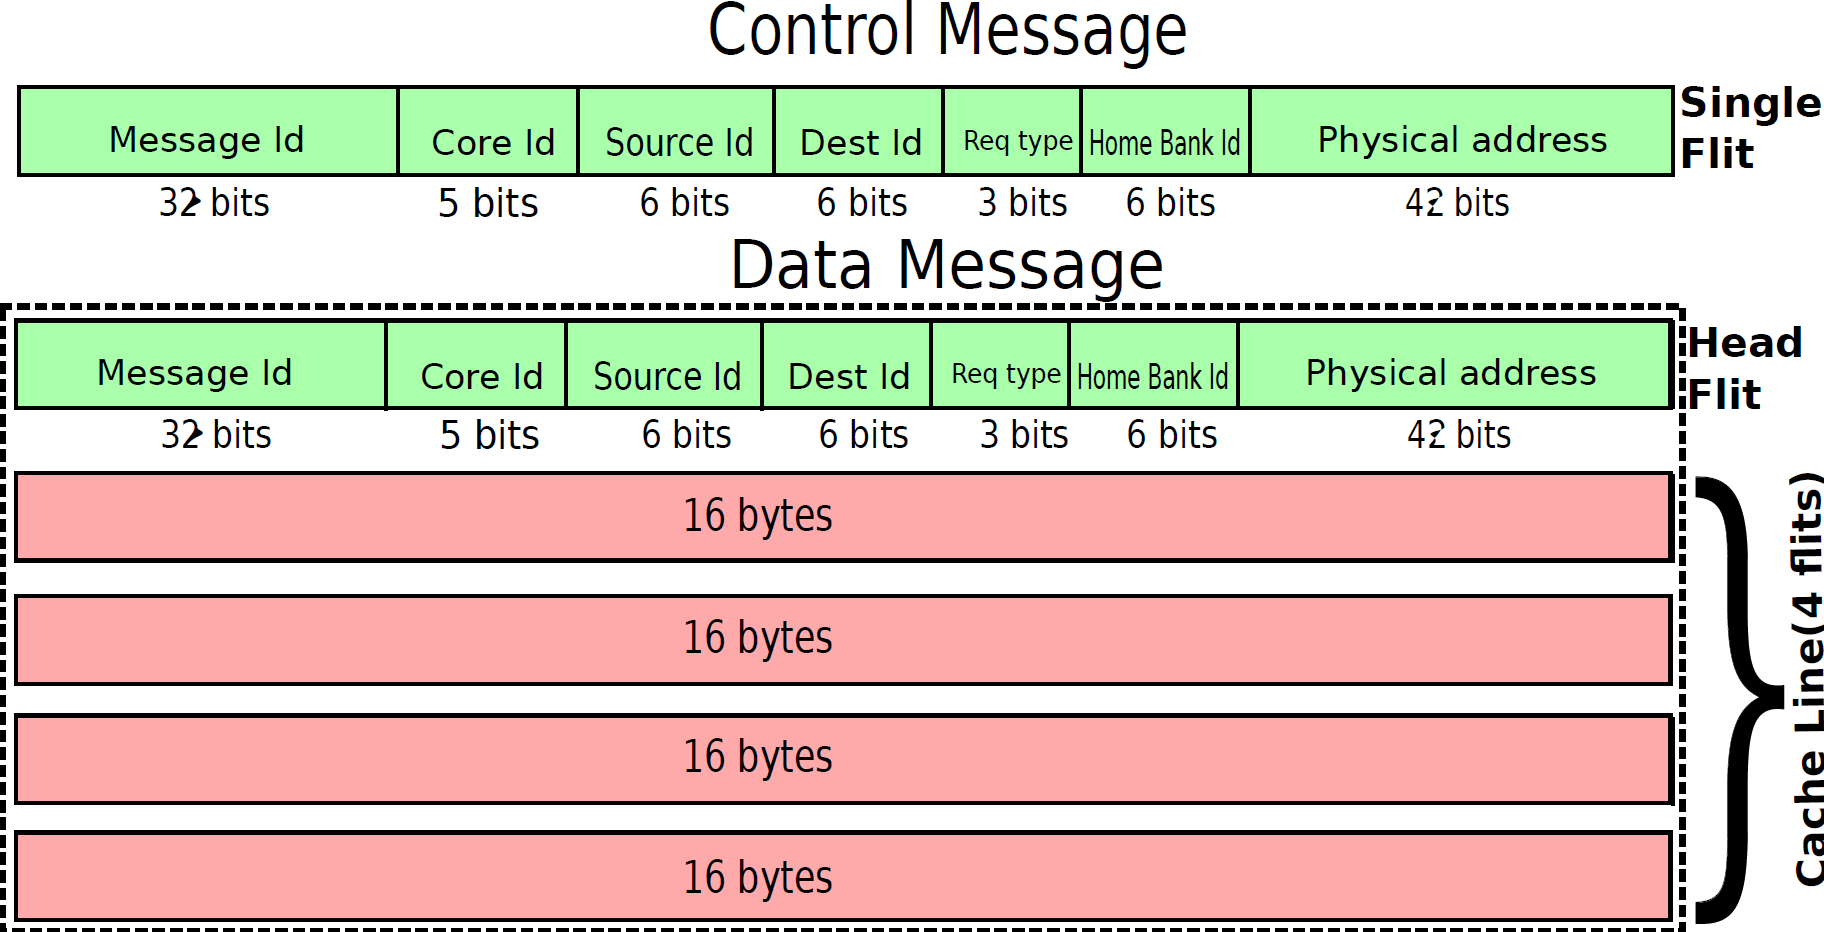 Control Message
Message Id Core Id Source Id Dest Id Req type Home Bank Id Physical address
Single
Flit
32 bits 5 bits 6 bits 6 bits 3 bits 6 bits 42 bits
Data Message
Message Id Core Id Source Id Dest Id Req type Home Bank Id Physical address
Head
Flit
32 bits 5 bits 6 bits 6 bits 3 bits 6 bits 42 bits
16 bytes
16 bytes
16 bytes
16 bytes
Cache Line(4 flits)